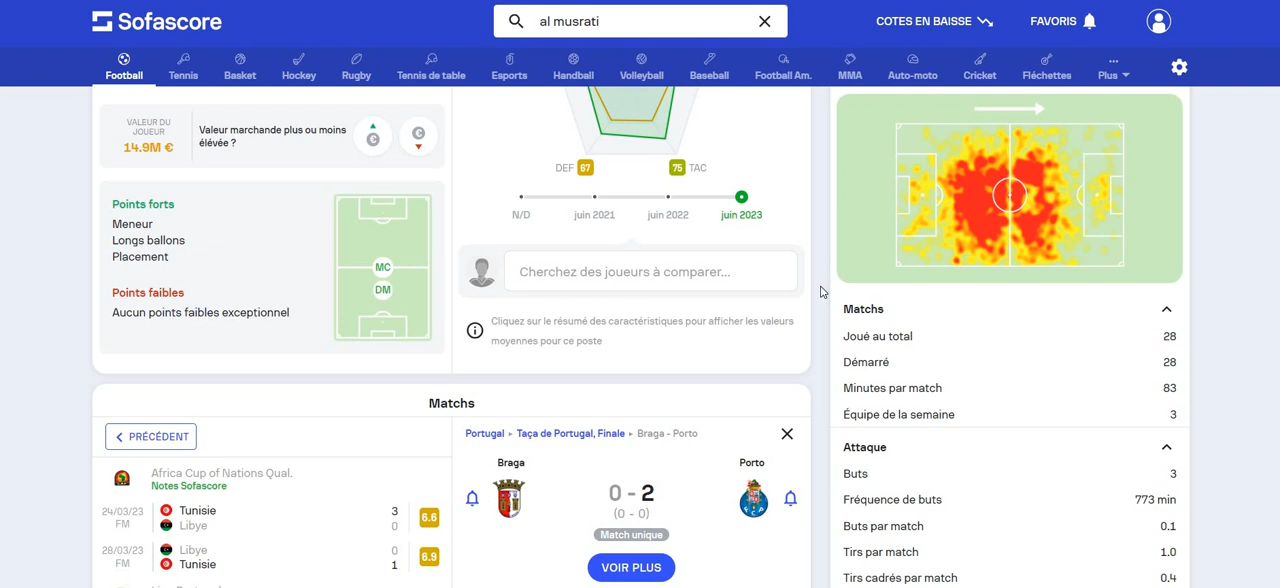 Sofascore
al musrati
COTES EN BAISSE
FAVORIS
Football
Tennis
Basket
Hockey
Rugby
Tennis de table
Esports
Handball
Volleyball
Baseball
Football Am.
MMA
Auto-moto
Cricket
Fléchettes
Plus
VALEUR DU
JOUEUR
14.9M €
Valeur marchande plus ou moins
élévée ?
Points forts
Meneur
Longs ballons
Placement
Points faibles
Aucun points faibles exceptionnel
MC
DM
DEF 67
75 TAC
N/D
juin 2021
juin 2022
juin 2023
Cherchez des joueurs à comparer...
Cliquez sur le résumé des caractéristiques pour afficher les valeurs
moyennes pour ce poste
Matchs
PRÉCÉDENT
Africa Cup of Nations Qual.
Notes Sofascore
24/03/23
FM
Tunisie 3
Libye 0
6.6
28/03/23
FM
Libye 0
Tunisie 1
6.9
Portugal ▸ Taça de Portugal, Finale ▸ Braga - Porto
Braga
Porto
0 - 2
(0 - 0)
Match unique
VOIR PLUS
Matchs
Joué au total 28
Démarré 28
Minutes par match 83
Équipe de la semaine 3
Attaque
Buts 3
Fréquence de buts 773 min
Buts par match 0.1
Tirs par match 1.0
Tirs cadrés par match 0.4